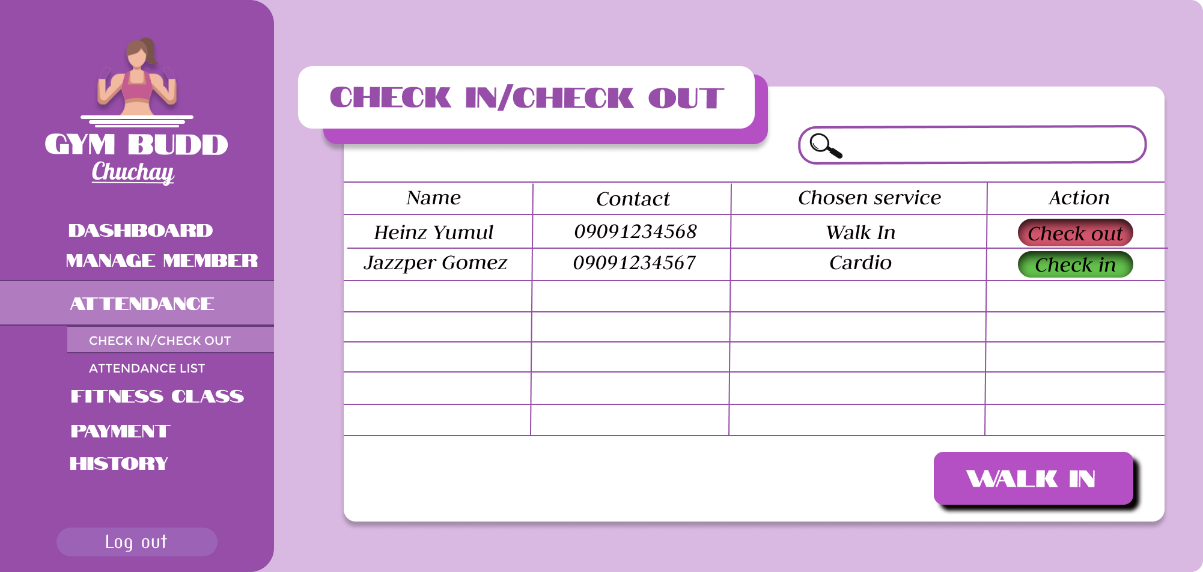 GYM BUDD
Chuchay
DASHBOARD
MANAGE MEMBER
ATTENDANCE
CHECK IN/CHECK OUT
ATTENDANCE LIST
FITNESS CLASS
PAYMENT
HISTORY
Log out
CHECK IN/CHECK OUT
Name Contact Chosen service Action
Heinz Yumul 09091234568 Walk In Check out
Jazzper Gomez 09091234567 Cardio Check in
WALK IN